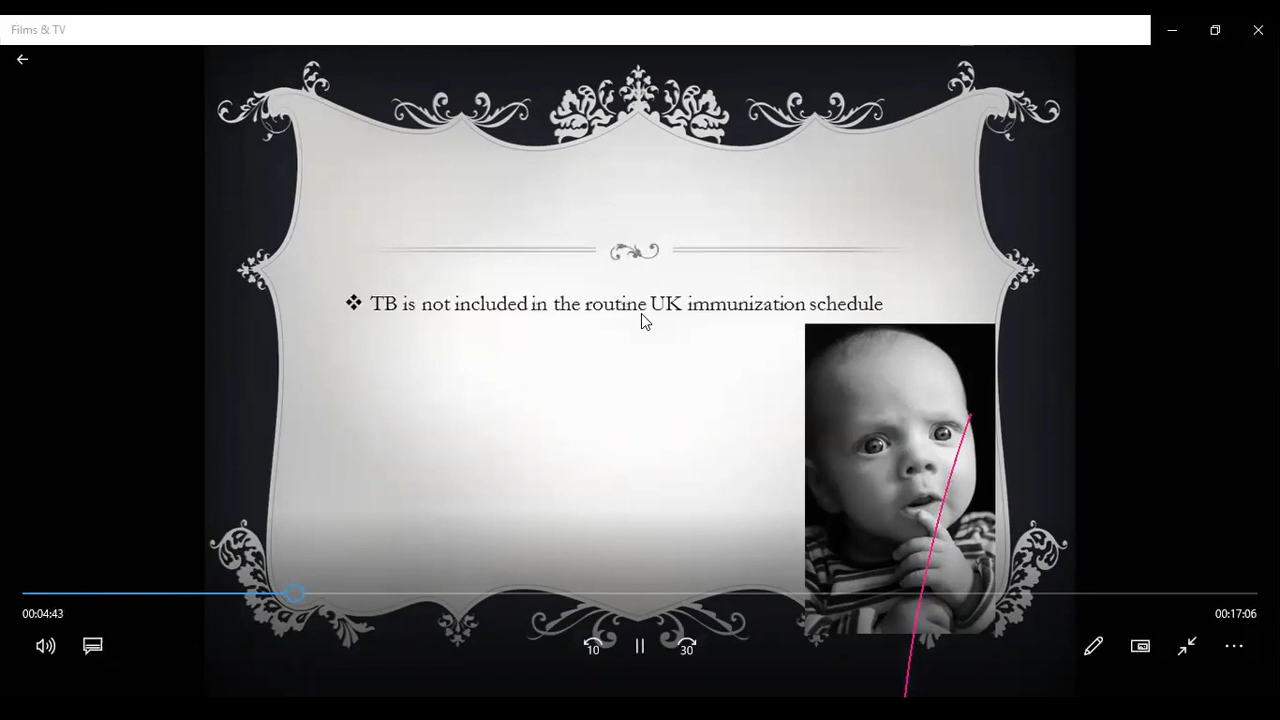 Films & TV
TB is not included in the routine UK immunization schedule
00:04:43
00:17:06
10
30